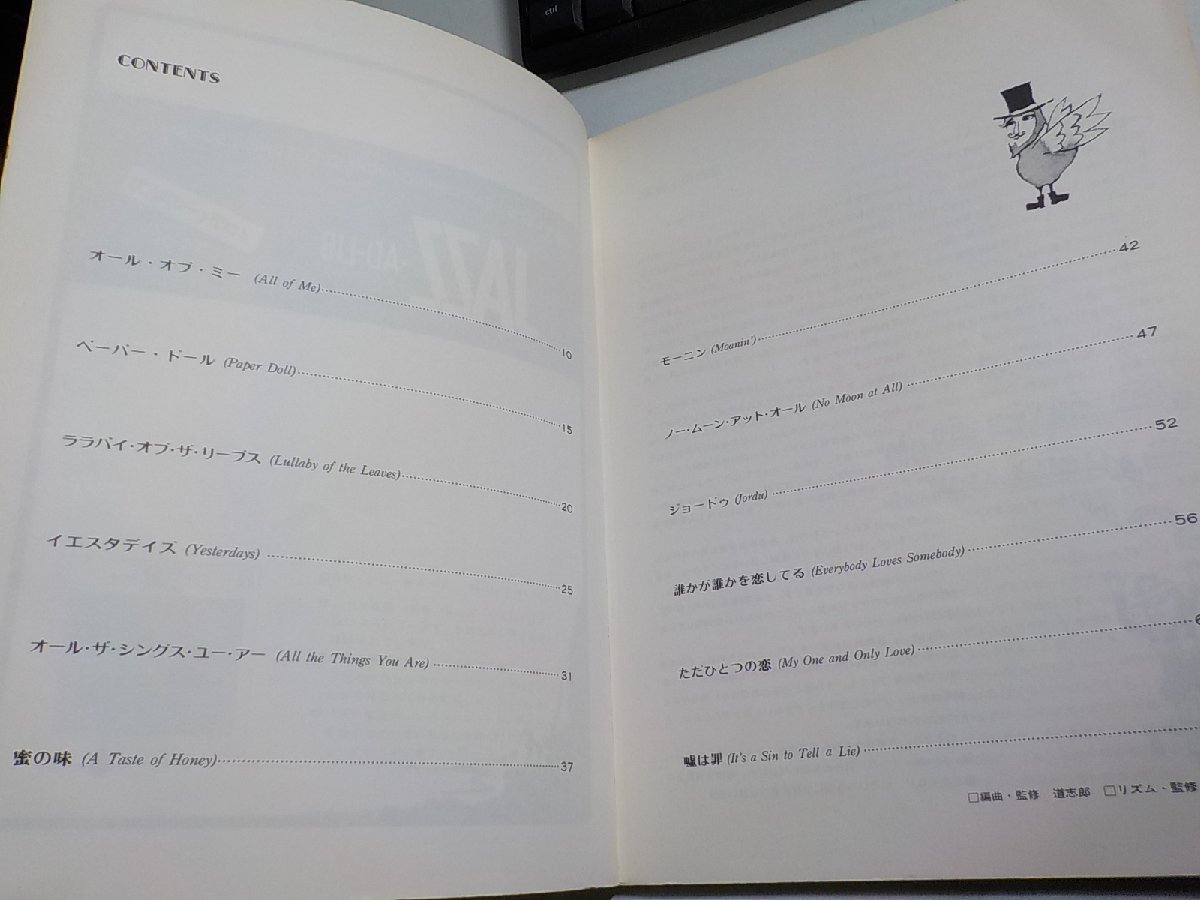 ctrl
CONTENTS
オール・オブ・ミー (All of Me) 10
ペーパー・ドール (Paper Doll) 15
ララバイ・オブ・ザ・リーブス (Lullaby of the Leaves) 20
イエスタデイズ (Yesterdays) 25
オール・ザ・シングス・ユー・アー (All the Things You Are) 31
蜜の味 (A Taste of Honey) 37
モーニン (Moanin') 42
ノー・ムーン・アット・オール (No Moon at All) 47
ジョードゥ (Jordu) 52
誰かが誰かを恋してる (Everybody Loves Somebody) 56
ただひとつの恋 (My One and Only Love) 6
嘘は罪 (It's a Sin to Tell a Lie)
□編曲・監修 道志郎 □リズム・監修